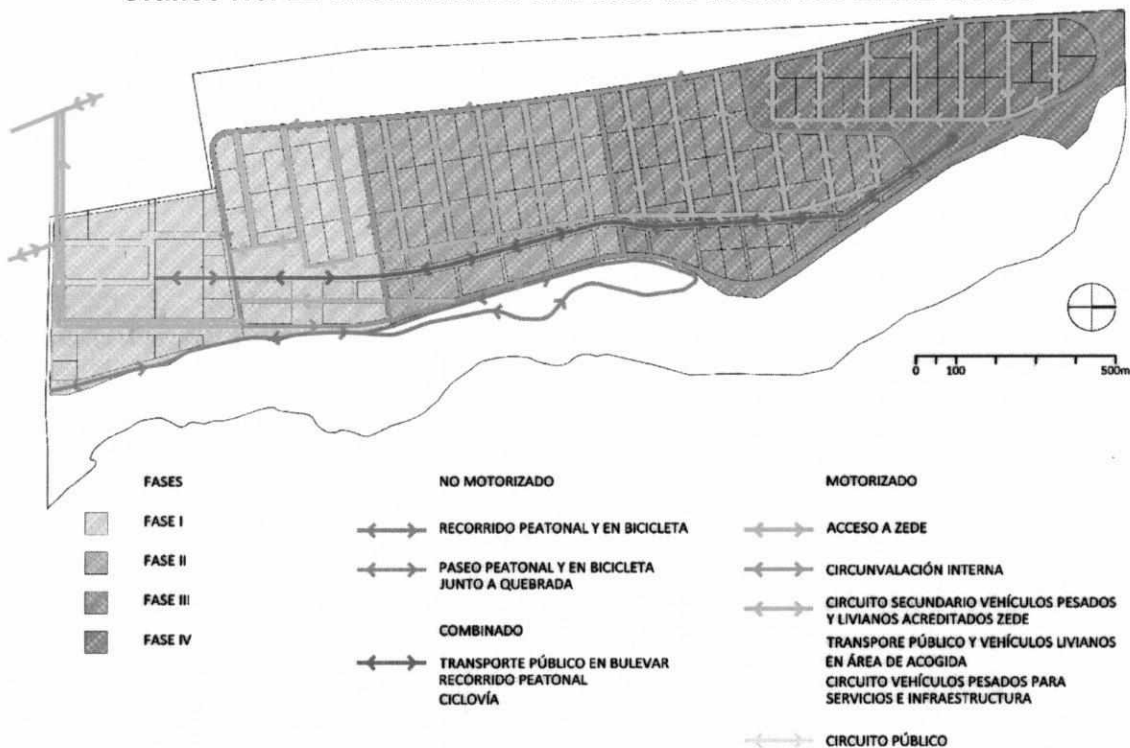 0 100 500m
FASES
FASE I
FASE II
FASE III
FASE IV
NO MOTORIZADO
RECORRIDO PEATONAL Y EN BICICLETA
PASEO PEATONAL Y EN BICICLETA
JUNTO A QUEBRADA
COMBINADO
TRANSPORTE PÚBLICO EN BULEVAR
RECORRIDO PEATONAL
CICLOVÍA
MOTORIZADO
ACCESO A ZEDE
CIRCUNVALACIÓN INTERNA
CIRCUITO SECUNDARIO VEHÍCULOS PESADOS
Y LIVIANOS ACREDITADOS ZEDE
TRANSPORE PÚBLICO Y VEHÍCULOS LIVIANOS
EN ÁREA DE ACOGIDA
CIRCUITO VEHÍCULOS PESADOS PARA
SERVICIOS E INFRAESTRUCTURA
CIRCUITO PÚBLICO